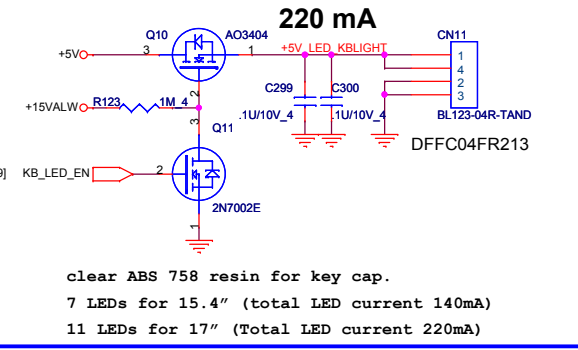 220 mA
Q10
AO3404
CN11
+5V
3
1
+5V_LED_KBLIGHT
1
4
2
3
2
C299
C300
+15VALW
R123
1M_4
.1U/10V_4
.1U/10V_4
BL123-04R-TAND
3
Q11
DFFC04FR213
9]
KB_LED_EN
2
2N7002E
1
clear ABS 758 resin for key cap.
7 LEDs for 15.4" (total LED current 140mA)
11 LEDs for 17" (Total LED current 220mA)